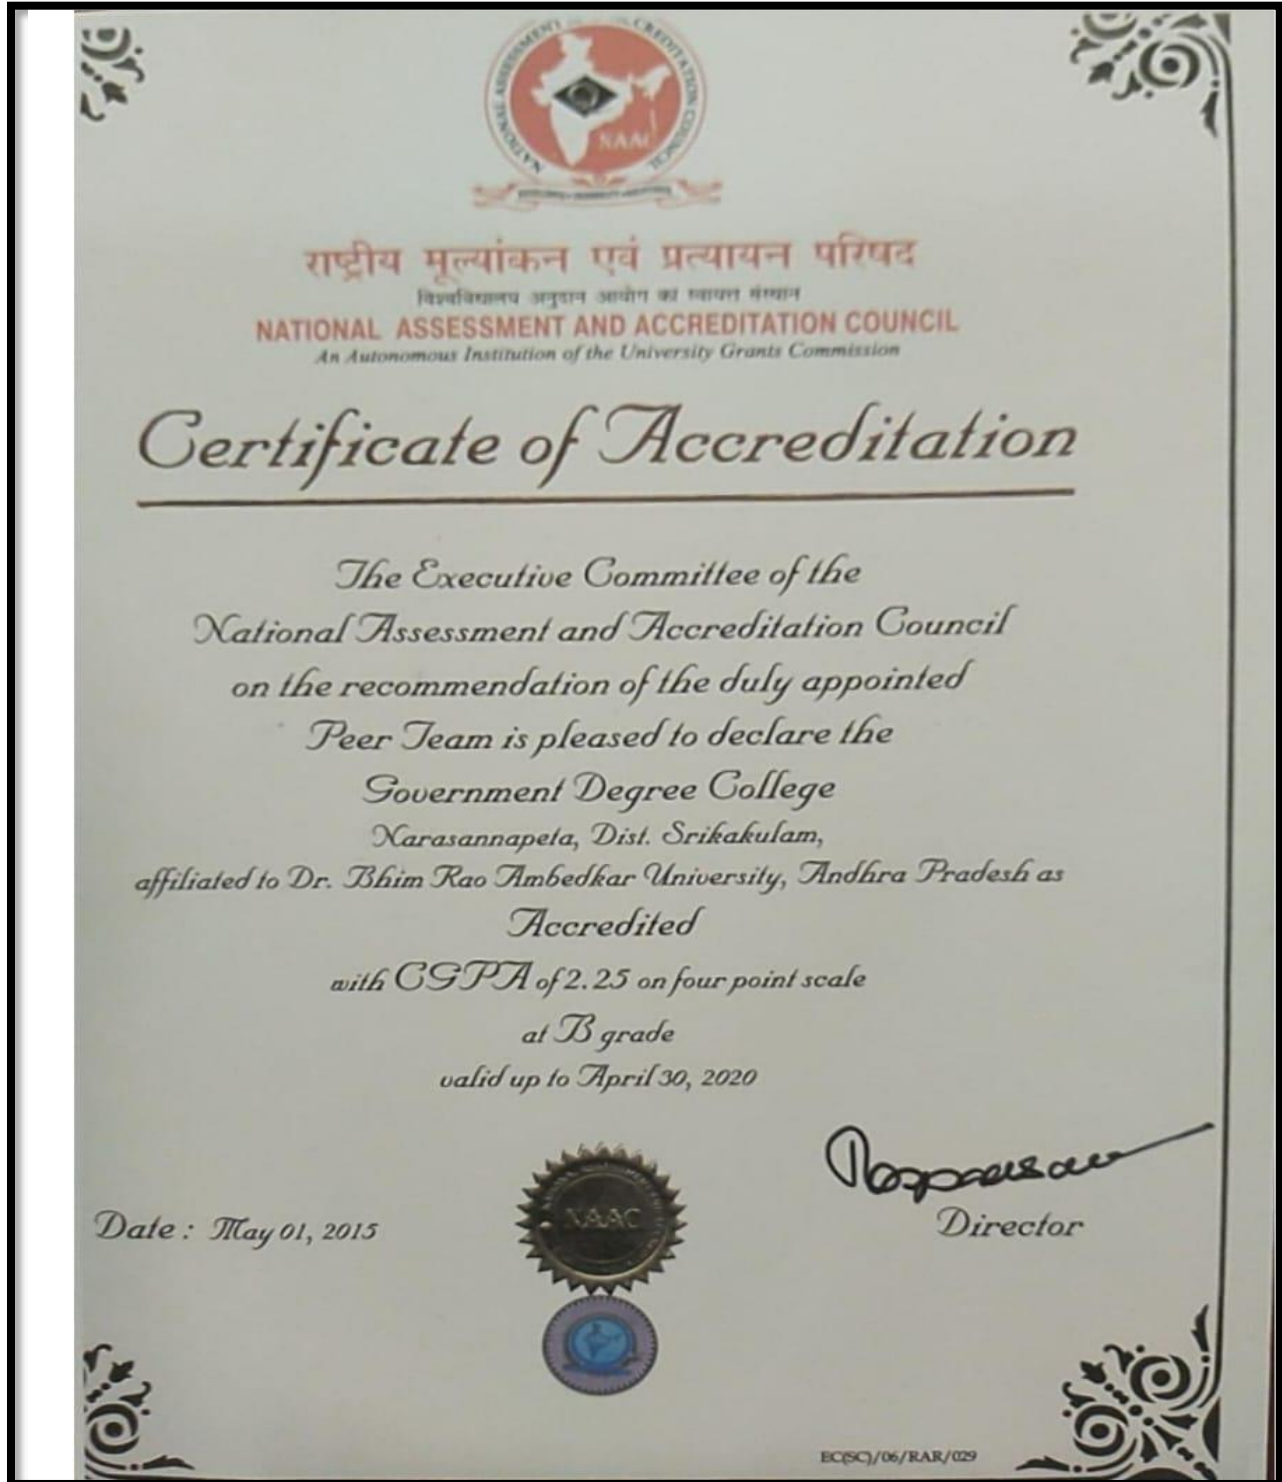 NATIONAL ASSESSMENT CREDITATION COUNCIL
NAAC
राष्ट्रीय मूल्यांकन एवं प्रत्यायन परिषद
विश्वविद्यालय अनुदान आयोग का स्वायत्त संस्थान
NATIONAL ASSESSMENT AND ACCREDITATION COUNCIL
An Autonomous Institution of the University Grants Commission
Certificate of Accreditation
The Executive Committee of the
National Assessment and Accreditation Council
on the recommendation of the duly appointed
Peer Team is pleased to declare the
Government Degree College
Narasannapeta, Dist. Srikakulam,
affiliated to Dr. Bhim Rao Ambedkar University, Andhra Pradesh as
Accredited
with CGPA of 2.25 on four point scale
at B grade
valid up to April 30, 2020
Date : May 01, 2015
NAAC
Director
EC(SC)/06/RAR/029